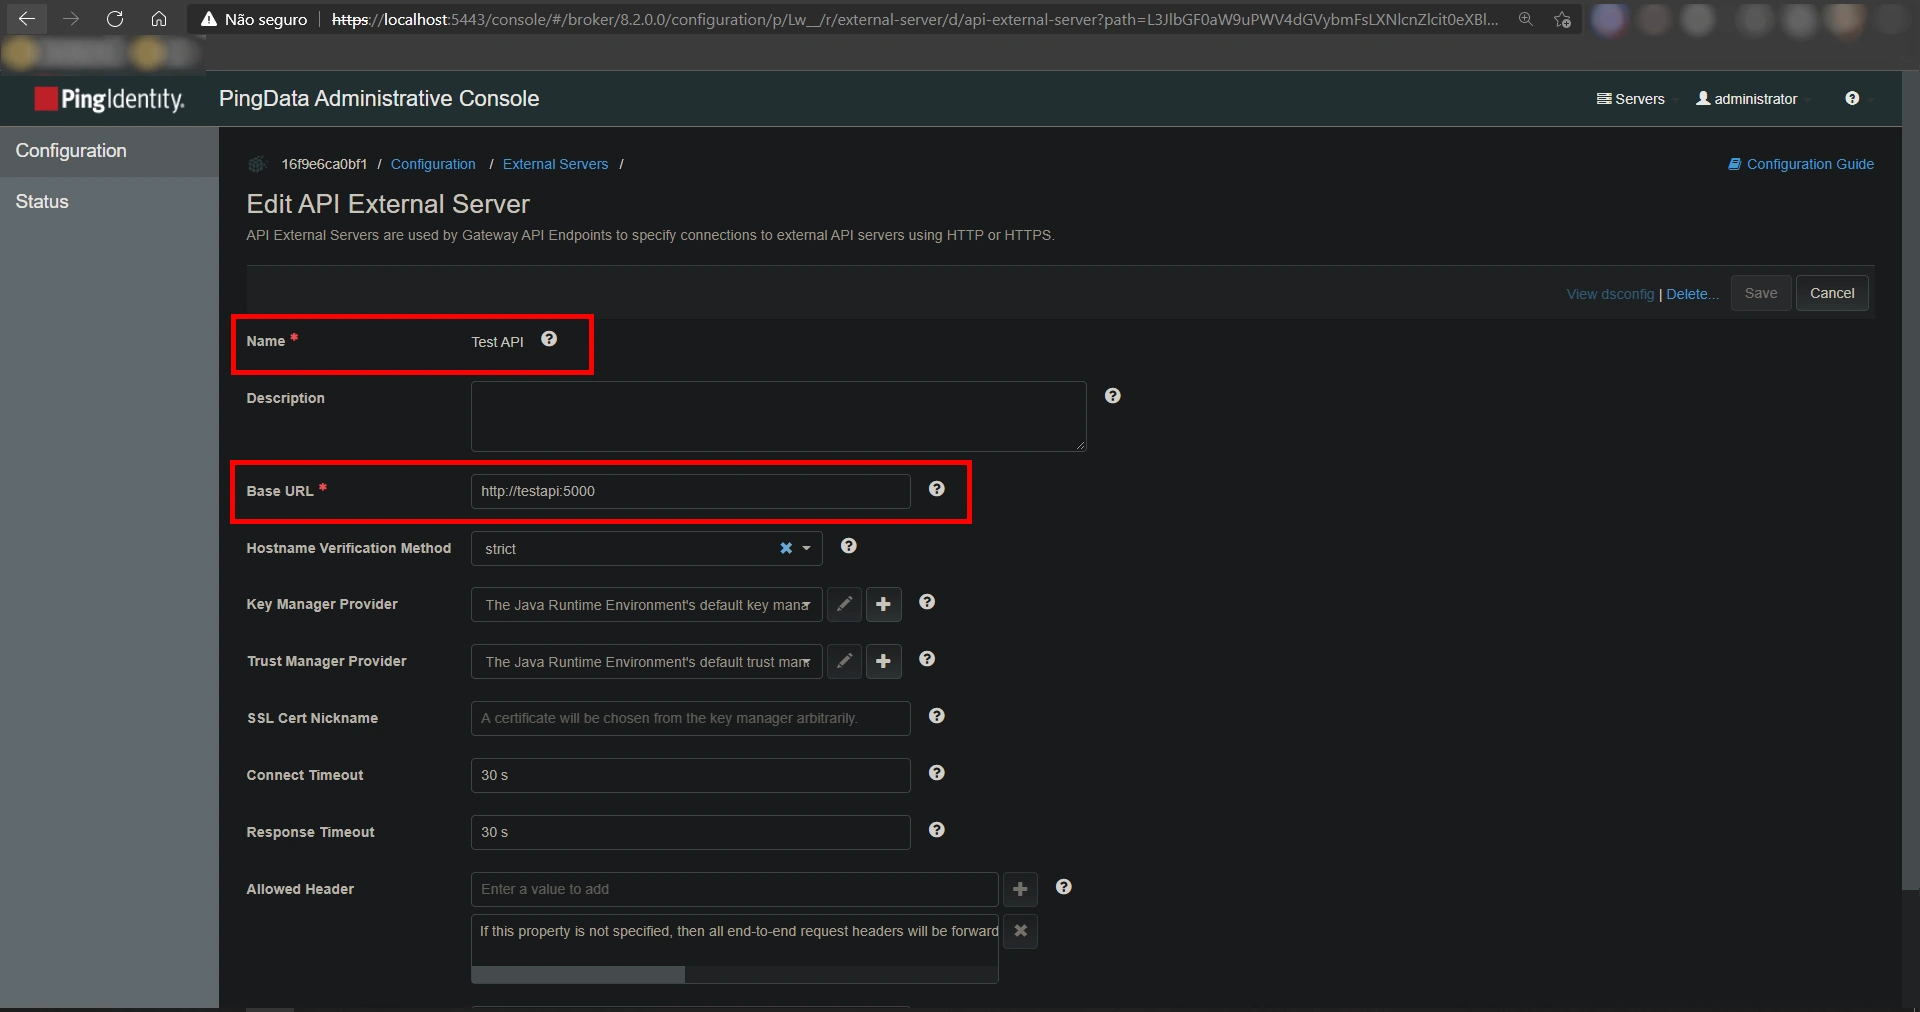 Não seguro https://localhost:5443/console/#/broker/8.2.0.0/configuration/p/Lw__/r/external-server/d/api-external-server?path=L3JlbGF0aW9uPWV4dGVybmFsLXNlcnZlcit0eXBl...
PingIdentity. PingData Administrative Console Servers administrator
Configuration
Status
16f9e6ca0bf1 / Configuration / External Servers /
Configuration Guide
Edit API External Server
API External Servers are used by Gateway API Endpoints to specify connections to external API servers using HTTP or HTTPS.
View dsconfig | Delete... Save Cancel
Name * Test API
Description
Base URL * http://testapi:5000
Hostname Verification Method strict
Key Manager Provider The Java Runtime Environment's default key mana
Trust Manager Provider The Java Runtime Environment's default trust man
SSL Cert Nickname A certificate will be chosen from the key manager arbitrarily.
Connect Timeout 30 s
Response Timeout 30 s
Allowed Header Enter a value to add
If this property is not specified, then all end-to-end request headers will be forward